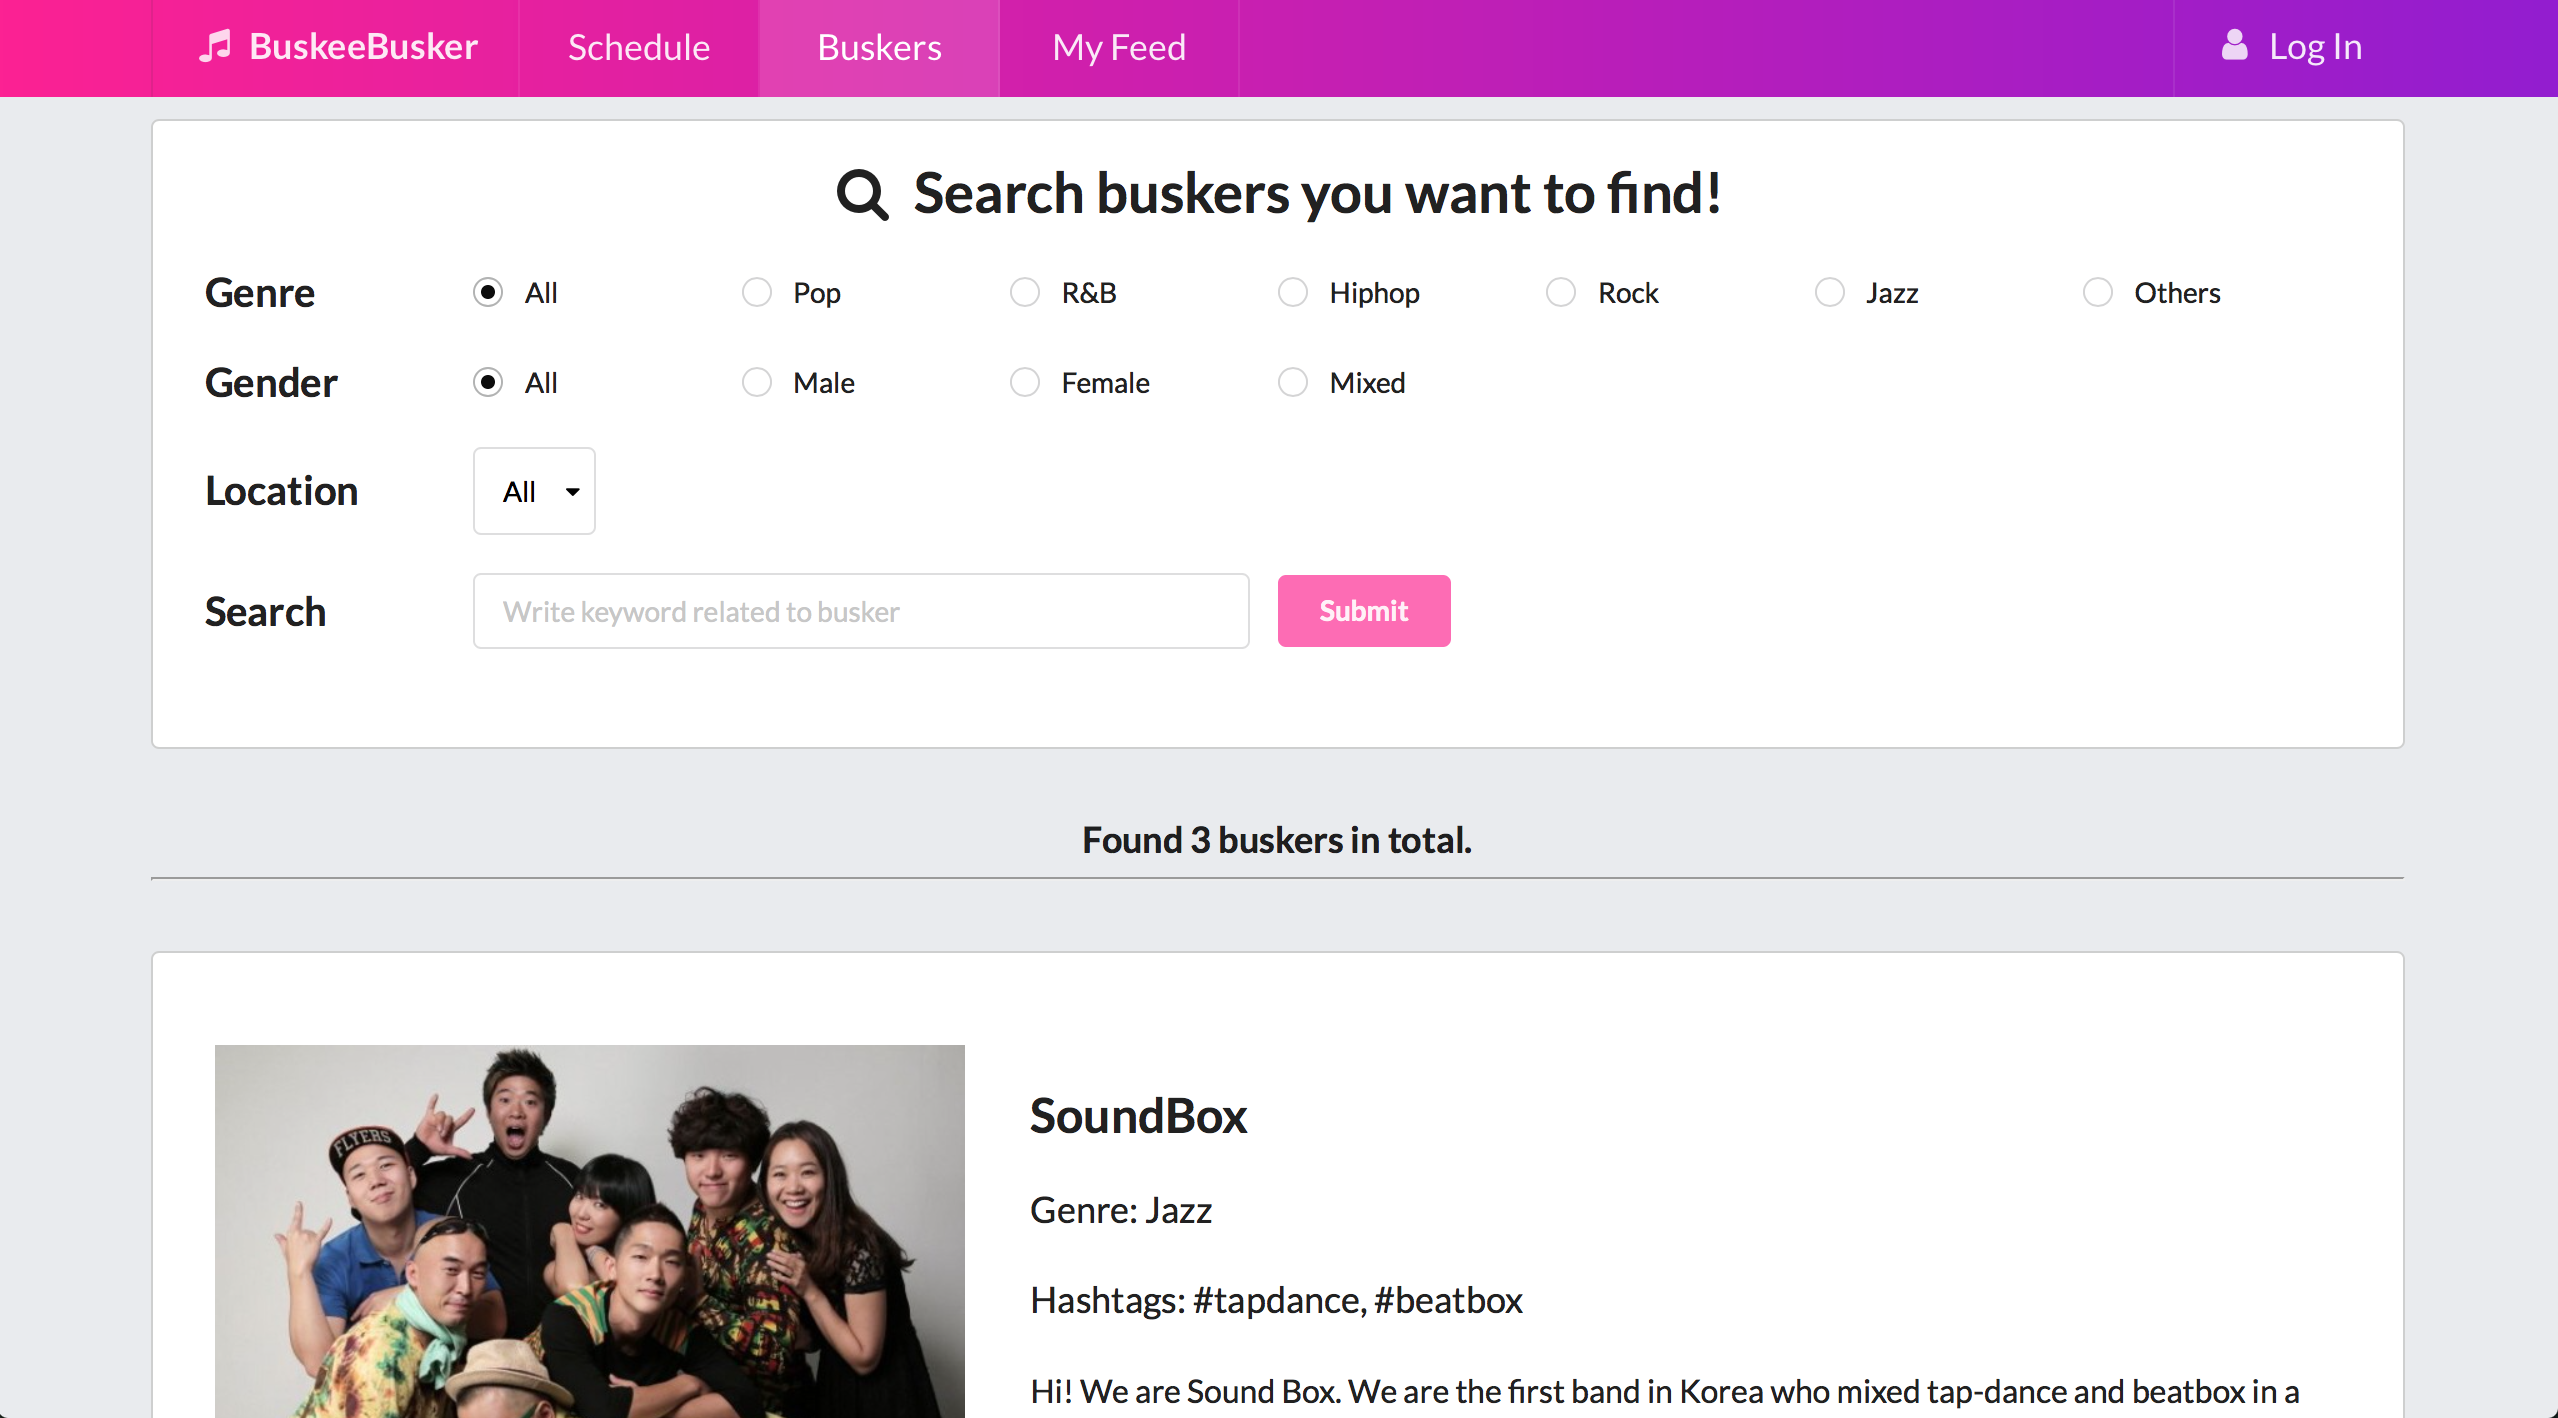 BuskeeBusker Schedule Buskers My Feed Log In
Search buskers you want to find!
Genre All Pop R&B Hiphop Rock Jazz Others
Gender All Male Female Mixed
Location All
Search Write keyword related to busker Submit
Found 3 buskers in total.
FLYERS
SoundBox
Genre: Jazz
Hashtags: #tapdance, #beatbox
Hi! We are Sound Box. We are the first band in Korea who mixed tap-dance and beatbox in a